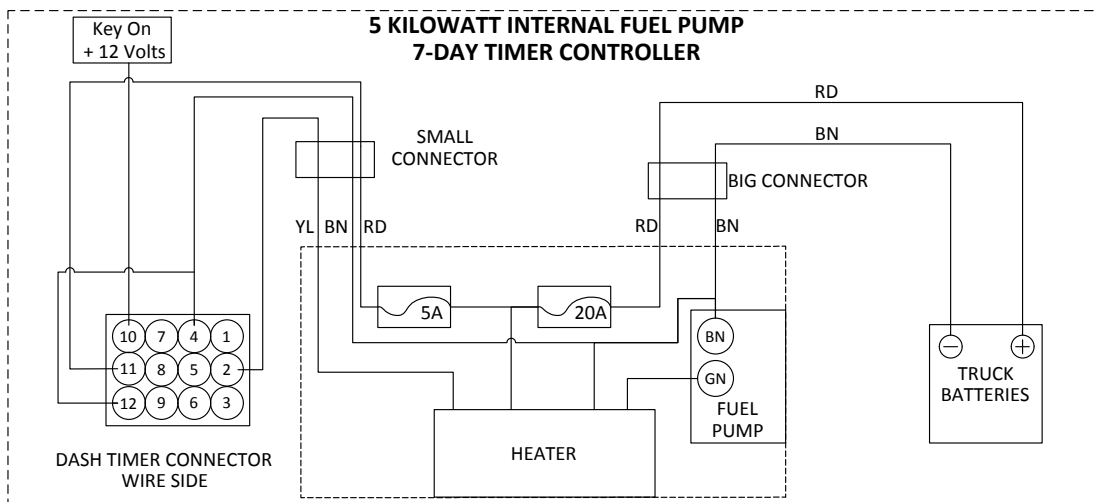 5 KILOWATT INTERNAL FUEL PUMP
7-DAY TIMER CONTROLLER
Key On
+ 12 Volts
RD
BN
SMALL
CONNECTOR
BIG CONNECTOR
YL BN RD
RD BN
5A
20A
10 7 4 1
11 8 5 2
12 9 6 3
BN
GN
FUEL
PUMP
− +
TRUCK
BATTERIES
HEATER
DASH TIMER CONNECTOR
WIRE SIDE